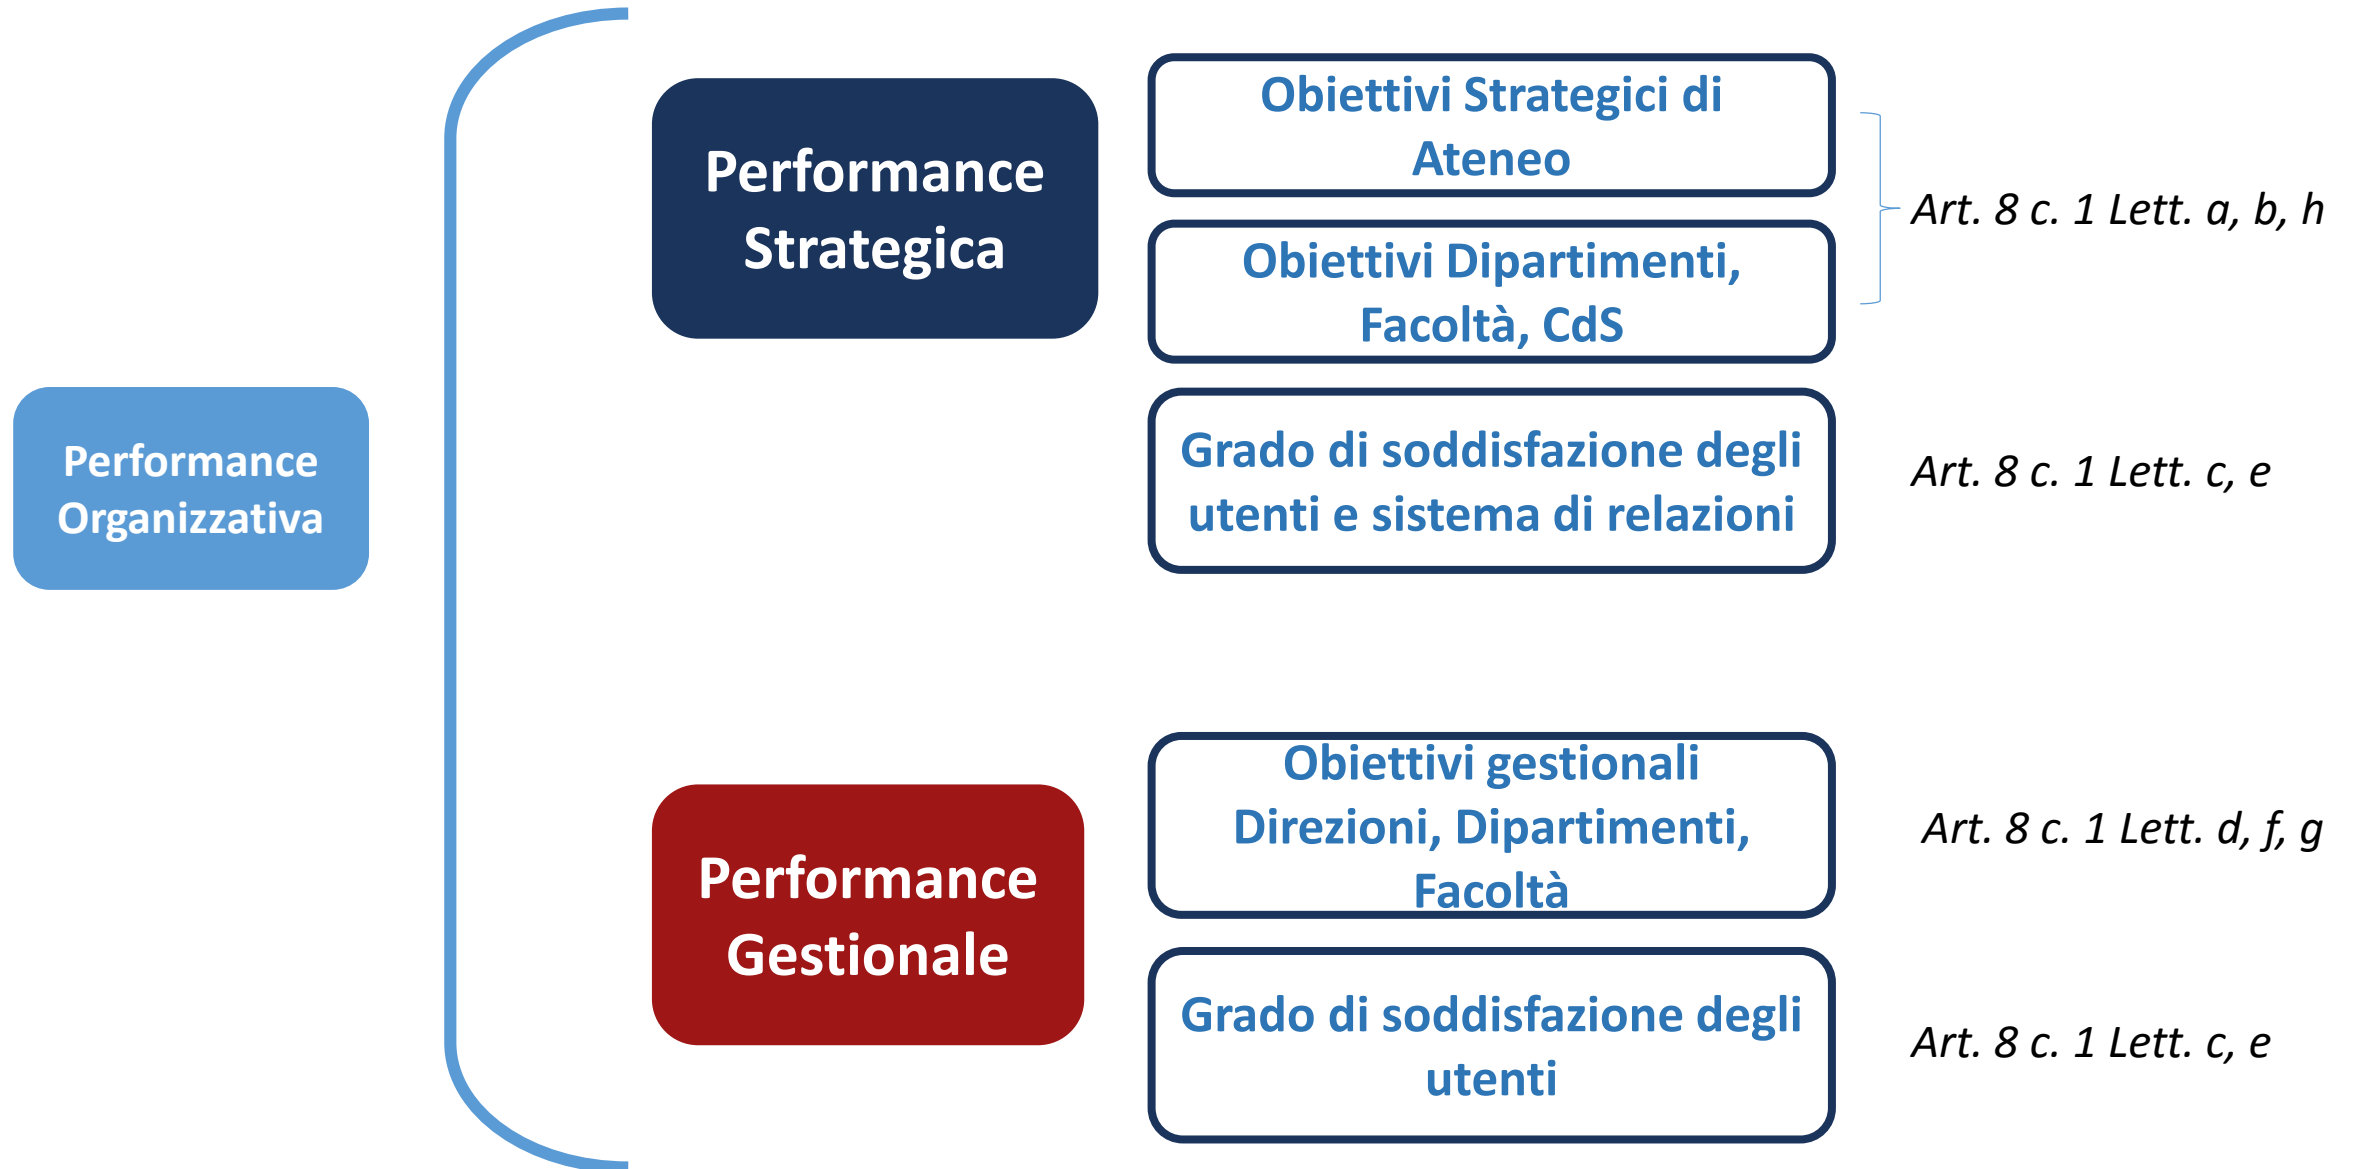 Performance
Organizzativa
Performance
Strategica
Obiettivi Strategici di
Ateneo
Obiettivi Dipartimenti,
Facoltà, CdS
Art. 8 c. 1 Lett. a, b, h
Grado di soddisfazione degli
utenti e sistema di relazioni
Art. 8 c. 1 Lett. c, e
Performance
Gestionale
Obiettivi gestionali
Direzioni, Dipartimenti,
Facoltà
Art. 8 c. 1 Lett. d, f, g
Grado di soddisfazione degli
utenti
Art. 8 c. 1 Lett. c, e